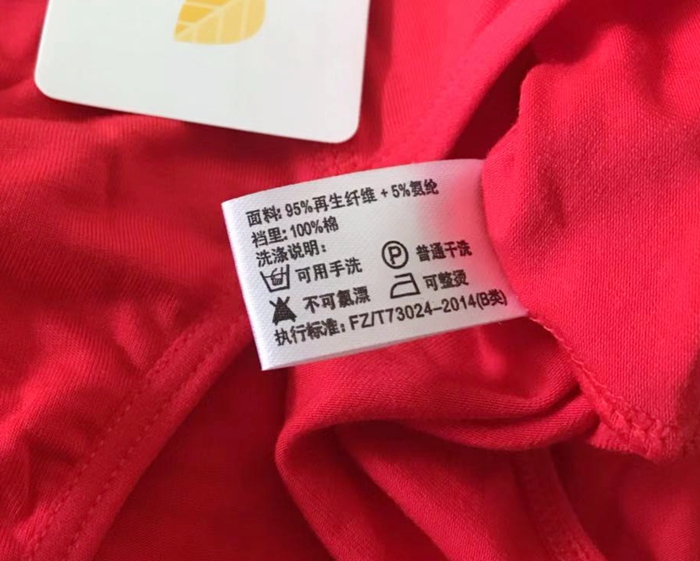 面料: 95%再生纤维 + 5%氨纶
裆里: 100%棉
洗涤说明:
可用手洗 P 普通干洗
不可氯漂 可整烫
执行标准: FZ/T73024-2014(B类)